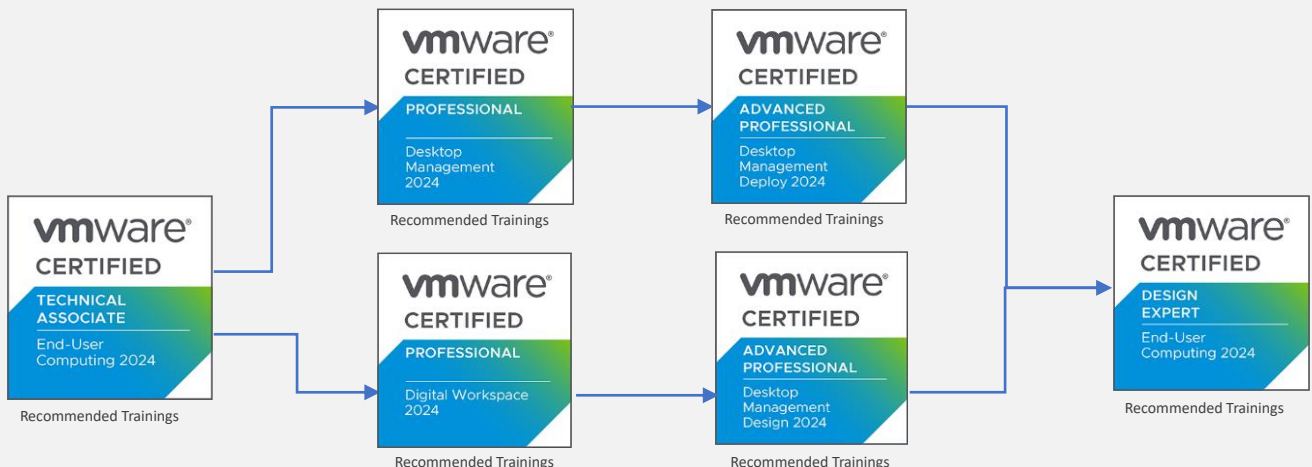 vmware®
CERTIFIED
TECHNICAL
ASSOCIATE
End-User
Computing 2024
Recommended Trainings
vmware®
CERTIFIED
PROFESSIONAL
Desktop
Management
2024
Recommended Trainings
vmware®
CERTIFIED
ADVANCED
PROFESSIONAL
Desktop
Management
Deploy 2024
Recommended Trainings
vmware®
CERTIFIED
PROFESSIONAL
Digital Workspace
2024
Recommended Trainings
vmware®
CERTIFIED
ADVANCED
PROFESSIONAL
Desktop
Management
Design 2024
Recommended Trainings
vmware®
CERTIFIED
DESIGN
EXPERT
End-User
Computing 2024
Recommended Trainings